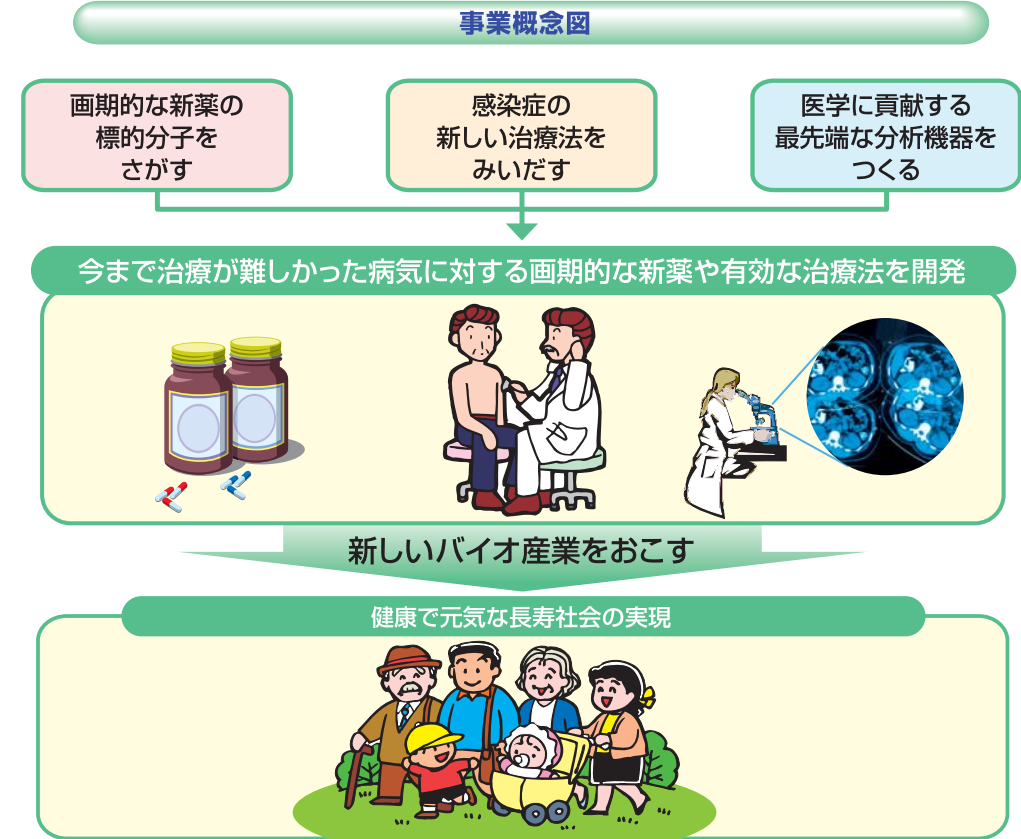 事業概念図
画期的な新薬の
標的分子を
さがす
感染症の
新しい治療法を
みいだす
医学に貢献する
最先端な分析機器を
つくる
今まで治療が難しかった病気に対する画期的な新薬や有効な治療法を開発
新しいバイオ産業をおこす
健康で元気な長寿社会の実現